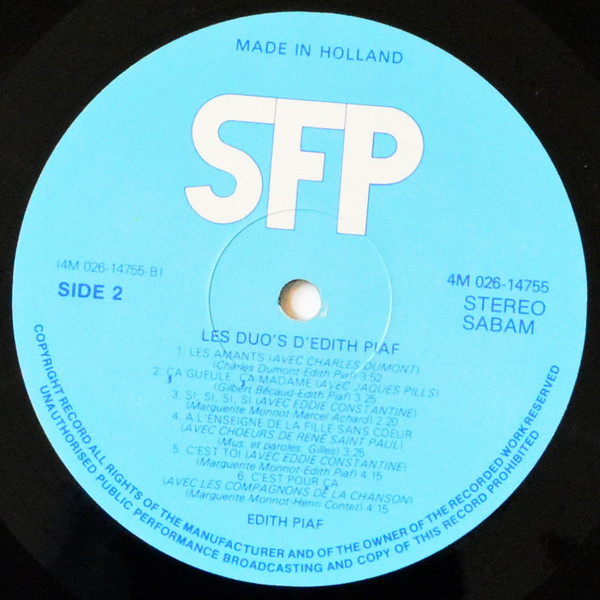 MADE IN HOLLAND
SFP
(4M 026-14755-B)
SIDE 2
4M 026-14755
STEREO
SABAM
LES DUO'S D'EDITH PIAF
1. LES AMANTS (AVEC CHARLES DUMONT)
(Charles Dumont-Edith Piaf) 3.52
2. ÇA GUEULE, ÇA MADAME (AVEC JAQUES PILLS)
(Gilbert Bécaud-Edith Piaf) 3.25
3. SI, SI, SI, SI (AVEC EDDIE CONSTANTINE)
(Marguerite Monnot-Marcel Achard) 2.20
4. A L'ENSEIGNE DE LA FILLE SANS COEUR
(AVEC CHOEURS DE RENÉ SAINT PAUL)
(Mus. et paroles, Gilles) 3.25
5. C'EST TOI (AVEC EDDIE CONSTANTINE)
(Marguerite Monnot-Edith Piaf) 4.15
6. C'EST POUR ÇA
(AVEC LES COMPAGNONS DE LA CHANSON)
(Marguerite Monnot-Henri Contet) 4.15
EDITH PIAF
COPYRIGHT RECORD ALL RIGHTS OF THE MANUFACTURER AND OF THE OWNER OF THE RECORDED WORK RESERVED
UNAUTHORISED PUBLIC PERFORMANCE BROADCASTING AND COPY OF THIS RECORD PROHIBITED